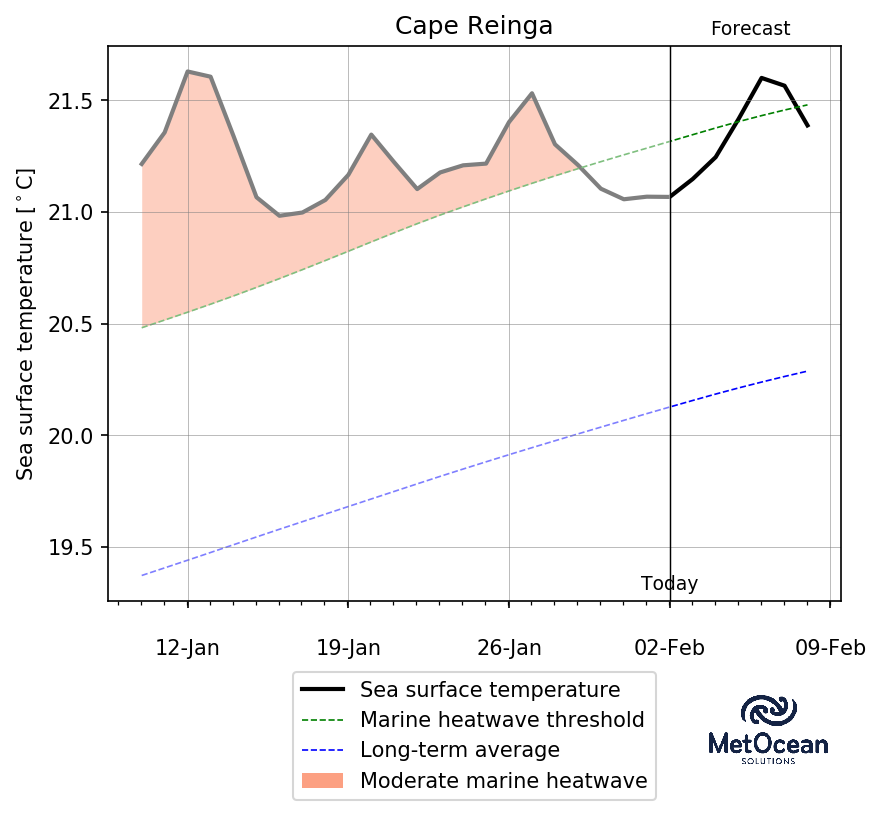 Cape Reinga
Forecast
Sea surface temperature [°C]
21.5
21.0
20.5
20.0
19.5
Today
12-Jan
19-Jan
26-Jan
02-Feb
09-Feb
Sea surface temperature
Marine heatwave threshold
Long-term average
Moderate marine heatwave
MetOcean
SOLUTIONS